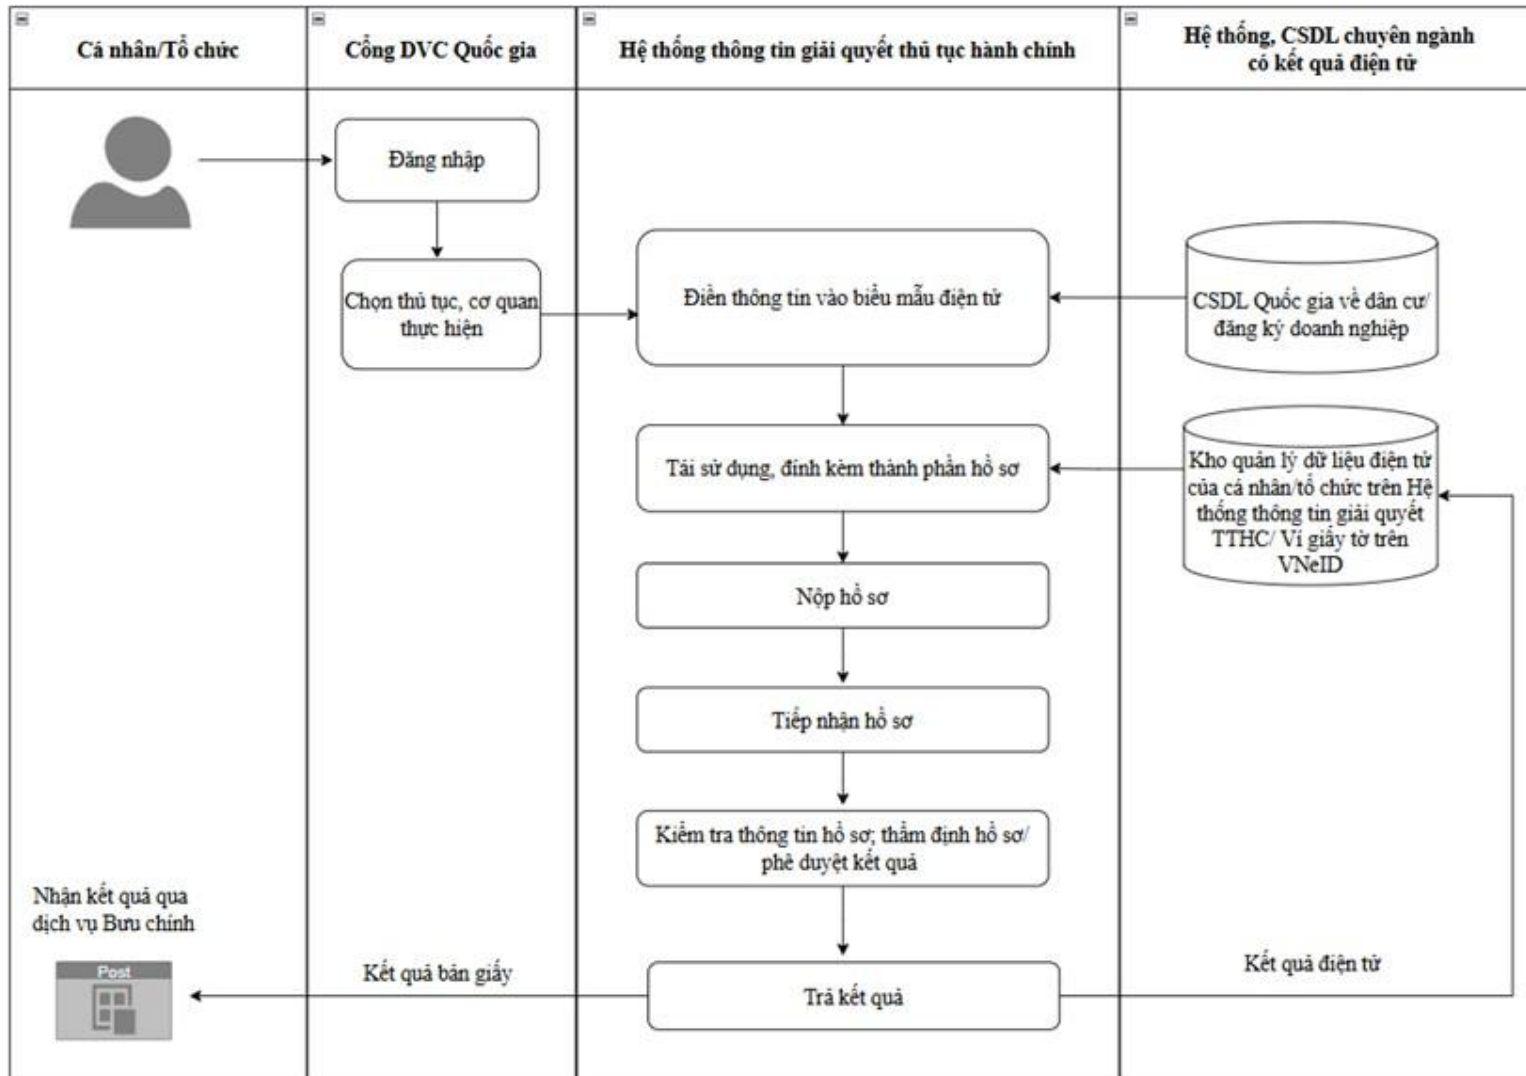 Cá nhân/Tổ chức
Cổng DVC Quốc gia
Hệ thống thông tin giải quyết thủ tục hành chính
Hệ thống, CSDL chuyên ngành
có kết quả điện tử
Đăng nhập
Chọn thủ tục, cơ quan
thực hiện
Điền thông tin vào biểu mẫu điện tử
CSDL Quốc gia về dân cư/
đăng ký doanh nghiệp
Tái sử dụng, đính kèm thành phần hồ sơ
Kho quản lý dữ liệu điện tử
của cá nhân/tổ chức trên Hệ
thống thông tin giải quyết
TTHC/ Ví giấy tờ trên
VNeID
Nộp hồ sơ
Tiếp nhận hồ sơ
Kiểm tra thông tin hồ sơ; thẩm định hồ sơ/
phê duyệt kết quả
Nhận kết quả qua
dịch vụ Bưu chính
Post
Kết quả bản giấy
Trả kết quả
Kết quả điện tử